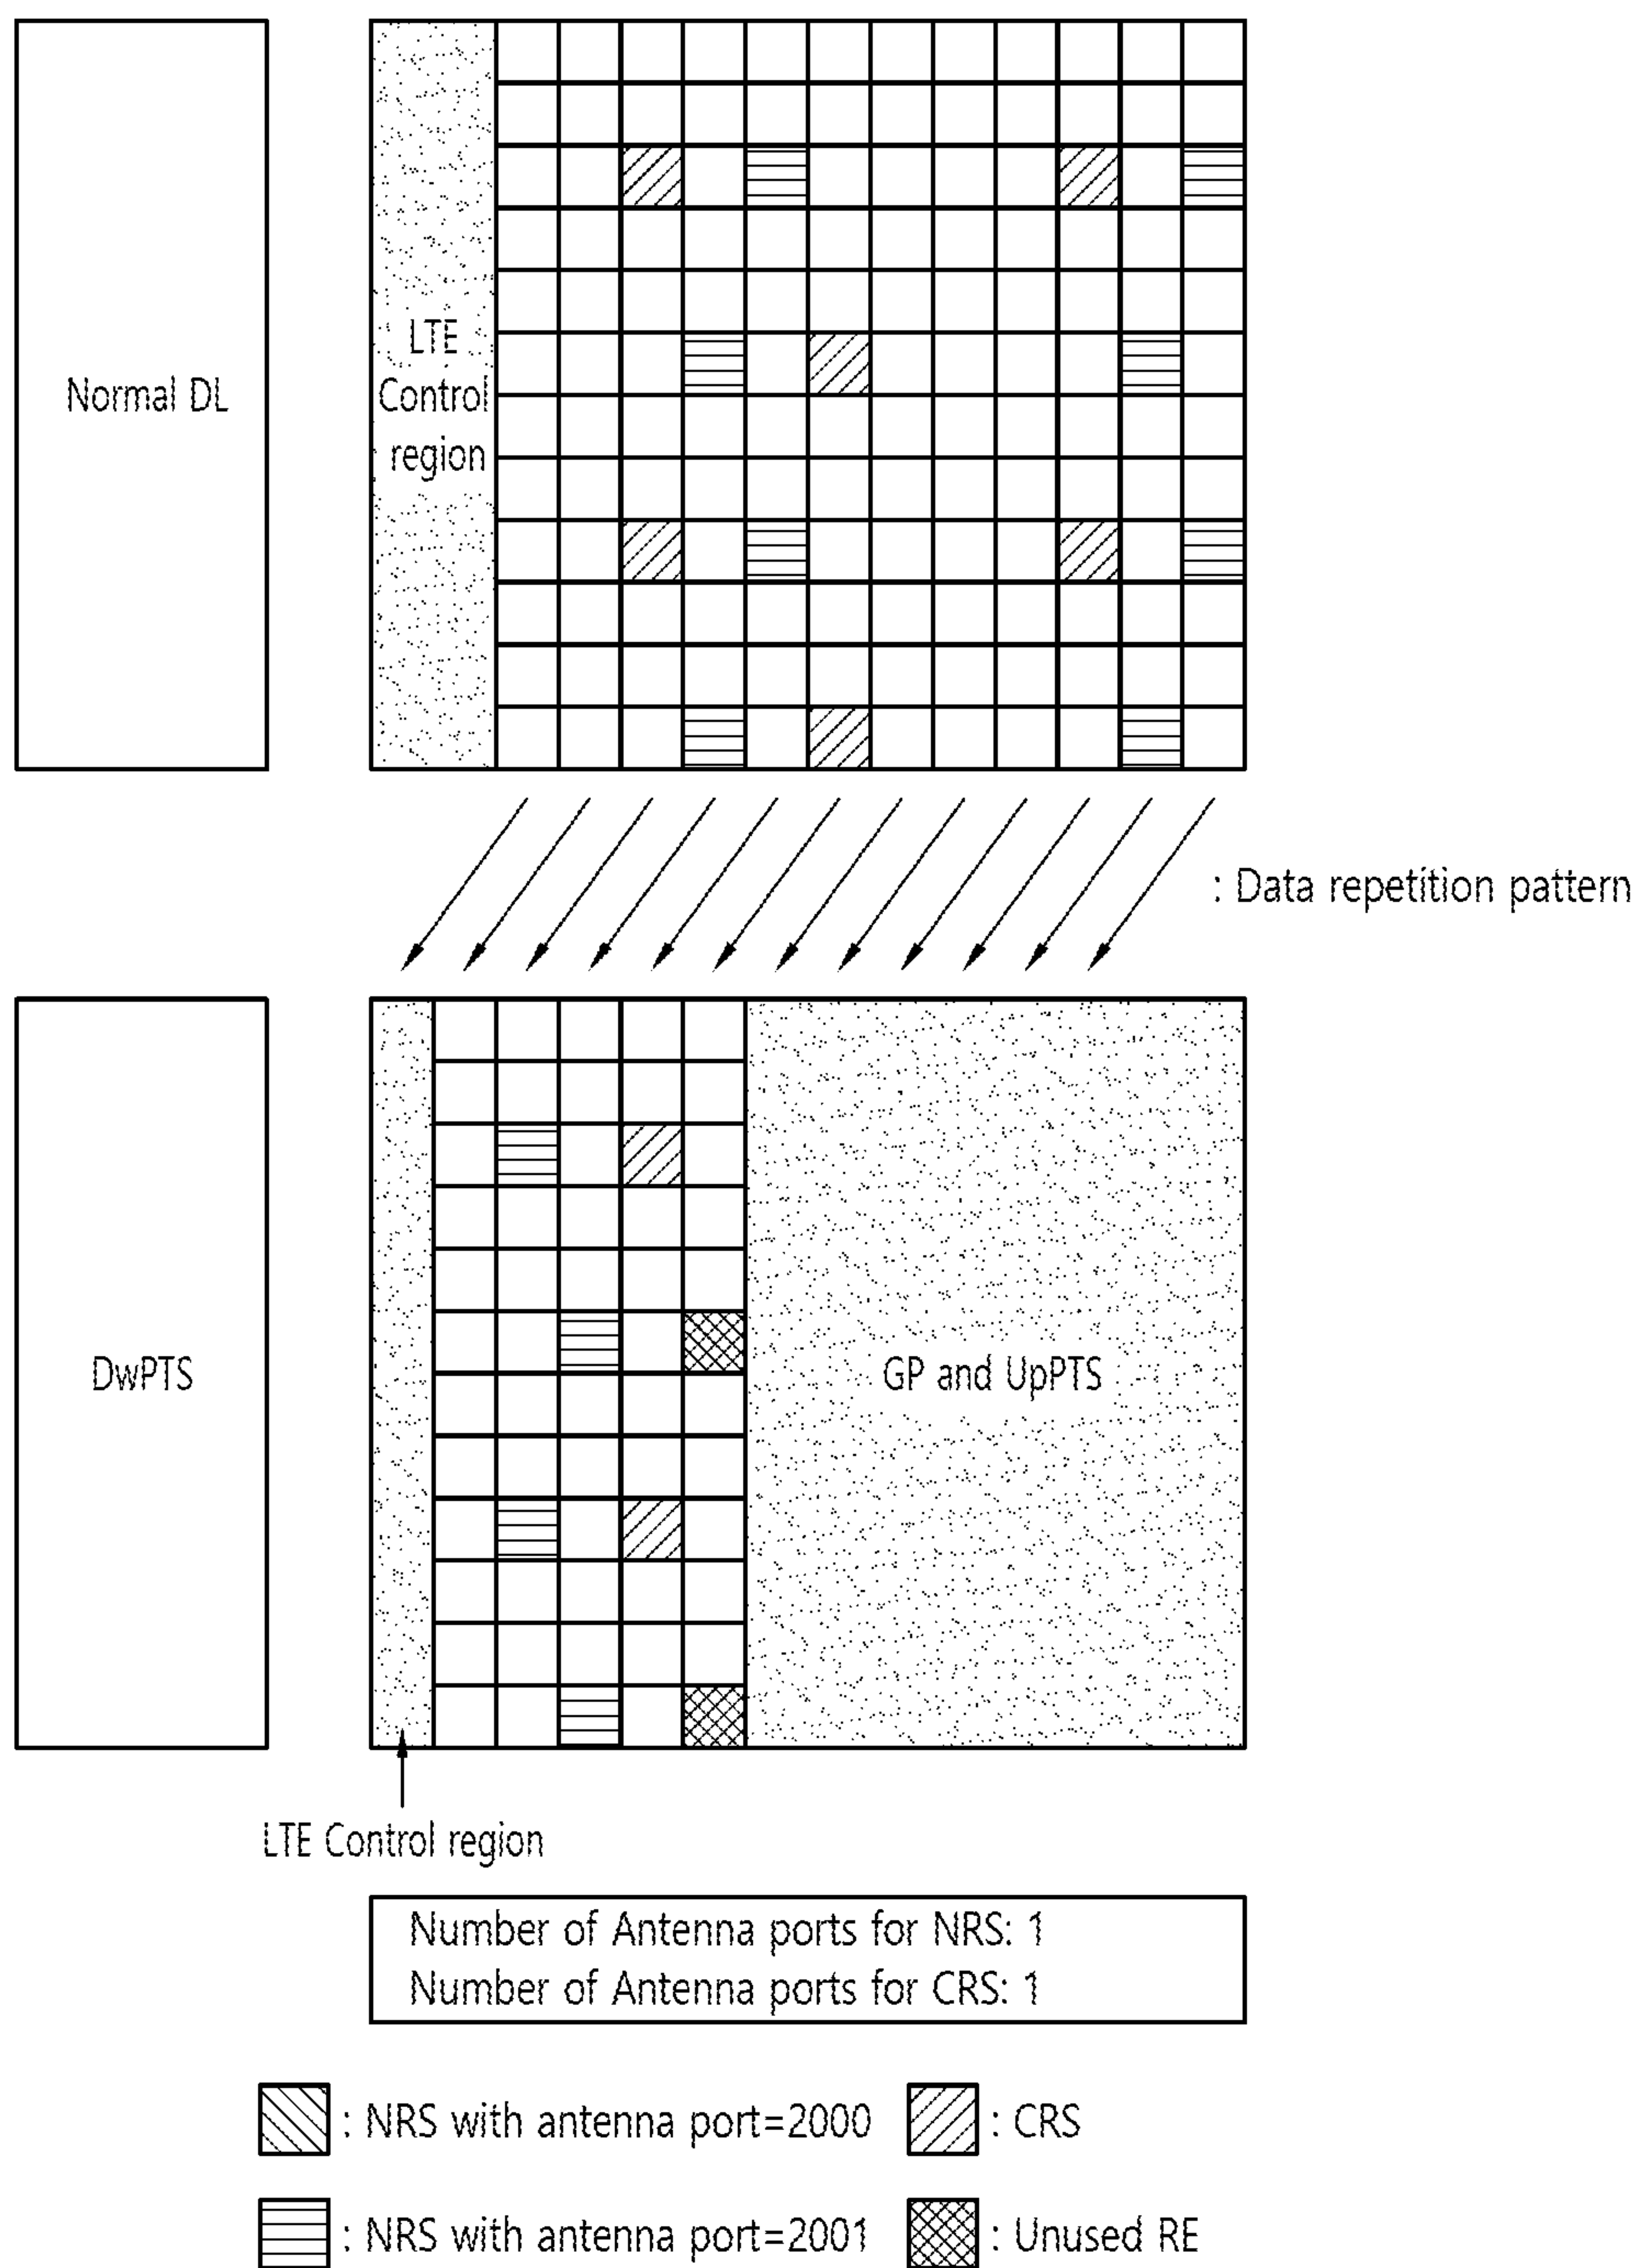 Normal DL
LTE
Control
region
: Data repetition pattern
DwPTS
GP and UpPTS
LTE Control region
Number of Antenna ports for NRS: 1
Number of Antenna ports for CRS: 1
: NRS with antenna port=2000
: CRS
: NRS with antenna port=2001
: Unused RE